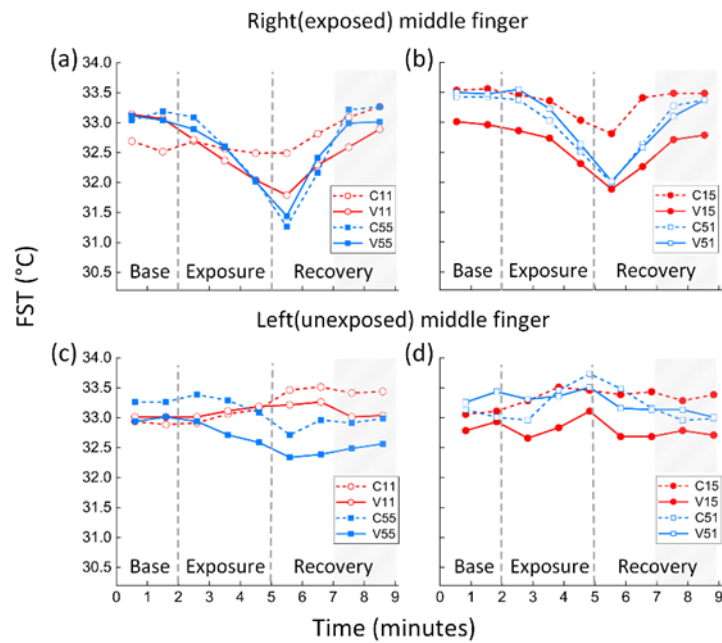 Right(exposed) middle finger
(a)
34.0
33.5
33.0
32.5
32.0
31.5
31.0
30.5
C11
V11
C55
V55
Base
Exposure
Recovery
(b)
C15
V15
C51
V51
Base
Exposure
Recovery
FST (°C)
Left(unexposed) middle finger
(c)
34.0
33.5
33.0
32.5
32.0
31.5
31.0
30.5
C11
V11
C55
V55
Base
Exposure
Recovery
0 1 2 3 4 5 6 7 8 9
(d)
C15
V15
C51
V51
Base
Exposure
Recovery
0 1 2 3 4 5 6 7 8 9
Time (minutes)